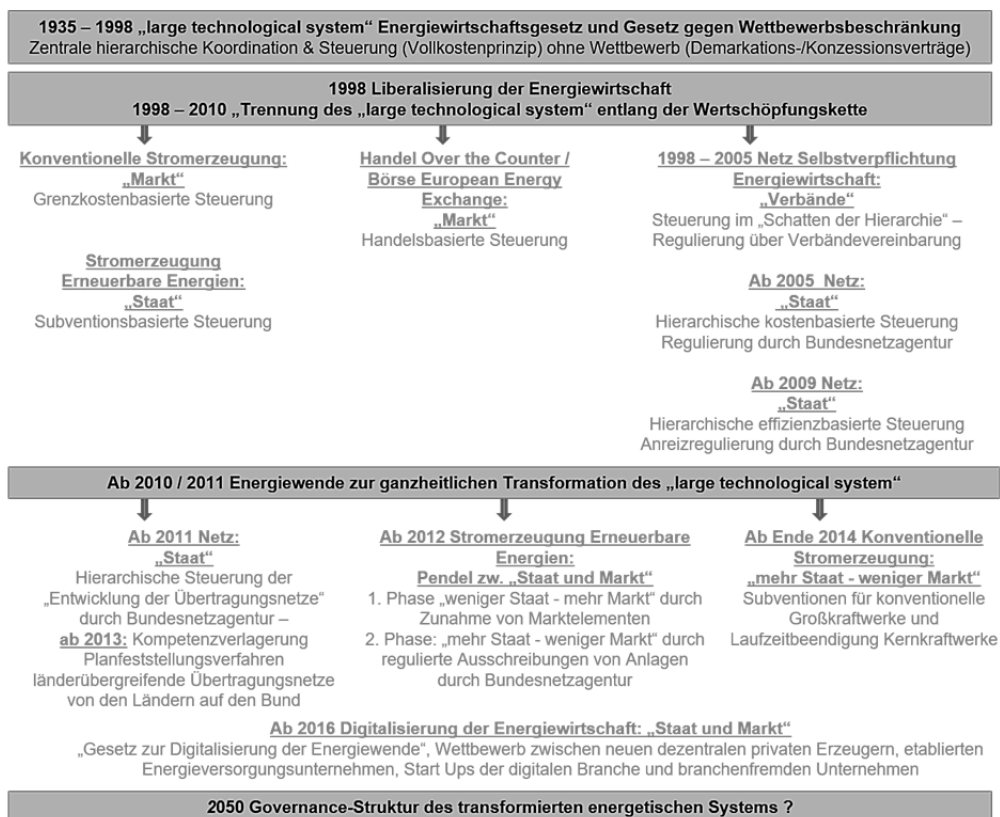 1935 – 1998 „large technological system“ Energiewirtschaftsgesetz und Gesetz gegen Wettbewerbsbeschränkung
Zentrale hierarchische Koordination & Steuerung (Vollkostenprinzip) ohne Wettbewerb (Demarkations-/Konzessionsverträge)
1998 Liberalisierung der Energiewirtschaft
1998 – 2010 „Trennung des „large technological system“ entlang der Wertschöpfungskette
Konventionelle Stromerzeugung:
„Markt“
Grenzkostenbasierte Steuerung
Stromerzeugung
Erneuerbare Energien:
„Staat“
Subventionsbasierte Steuerung
Handel Over the Counter /
Börse European Energy
Exchange:
„Markt“
Handelsbasierte Steuerung
1998 – 2005 Netz Selbstverpflichtung
Energiewirtschaft:
„Verbände“
Steuerung im „Schatten der Hierarchie“ –
Regulierung über Verbändevereinbarung
Ab 2005 Netz:
„Staat“
Hierarchische kostenbasierte Steuerung
Regulierung durch Bundesnetzagentur
Ab 2009 Netz:
„Staat“
Hierarchische effizienzbasierte Steuerung
Anreizregulierung durch Bundesnetzagentur
Ab 2010 / 2011 Energiewende zur ganzheitlichen Transformation des „large technological system“
Ab 2011 Netz:
„Staat“
Hierarchische Steuerung der
„Entwicklung der Übertragungsnetze“
durch Bundesnetzagentur –
ab 2013: Kompetenzverlagerung
Planfeststellungsverfahren
länderübergreifende Übertragungsnetze
von den Ländern auf den Bund
Ab 2012 Stromerzeugung Erneuerbare
Energien:
Pendel zw. „Staat und Markt“
1. Phase „weniger Staat - mehr Markt“ durch
Zunahme von Marktelementen
2. Phase: „mehr Staat - weniger Markt“ durch
regulierte Ausschreibungen von Anlagen
durch Bundesnetzagentur
Ab Ende 2014 Konventionelle
Stromerzeugung:
„mehr Staat - weniger Markt“
Subventionen für konventionelle
Großkraftwerke und
Laufzeitbeendigung Kernkraftwerke
Ab 2016 Digitalisierung der Energiewirtschaft: „Staat und Markt“
„Gesetz zur Digitalisierung der Energiewende“, Wettbewerb zwischen neuen dezentralen privaten Erzeugern, etablierten
Energieversorgungsunternehmen, Start Ups der digitalen Branche und branchenfremden Unternehmen
2050 Governance-Struktur des transformierten energetischen Systems ?